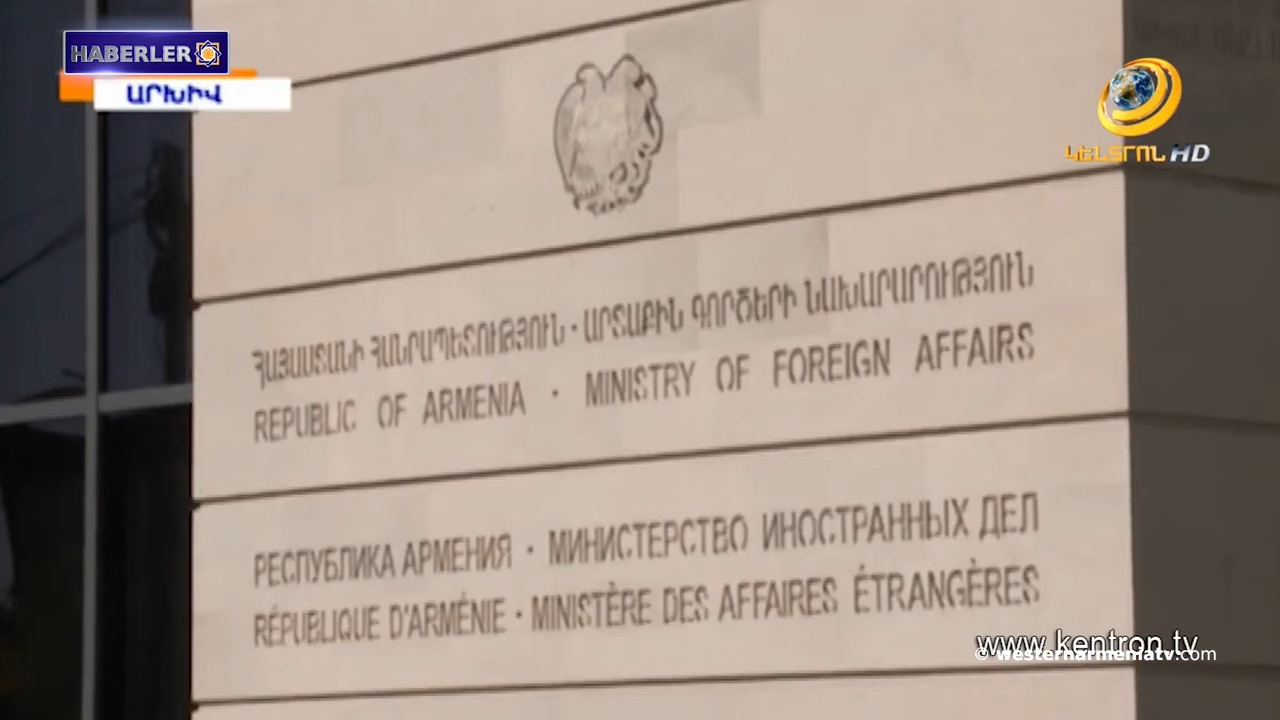 HABERLER
ԱՐԽԻՎ
ԿԵՆՏՐՈՆ HD
ՀԱՅԱՍՏԱՆԻ ՀԱՆՐԱՊԵՏՈՒԹՅՈՒՆ · ԱՐՏԱՔԻՆ ԳՈՐԾԵՐԻ ՆԱԽԱՐԱՐՈՒԹՅՈՒՆ
REPUBLIC OF ARMENIA · MINISTRY OF FOREIGN AFFAIRS
РЕСПУБЛИКА АРМЕНИЯ · МИНИСТЕРСТВО ИНОСТРАННЫХ ДЕЛ
RÉPUBLIQUE D'ARMÉNIE · MINISTÈRE DES AFFAIRES ÉTRANGÈRES
www.kentron.tv
© westernarmeniatv.com